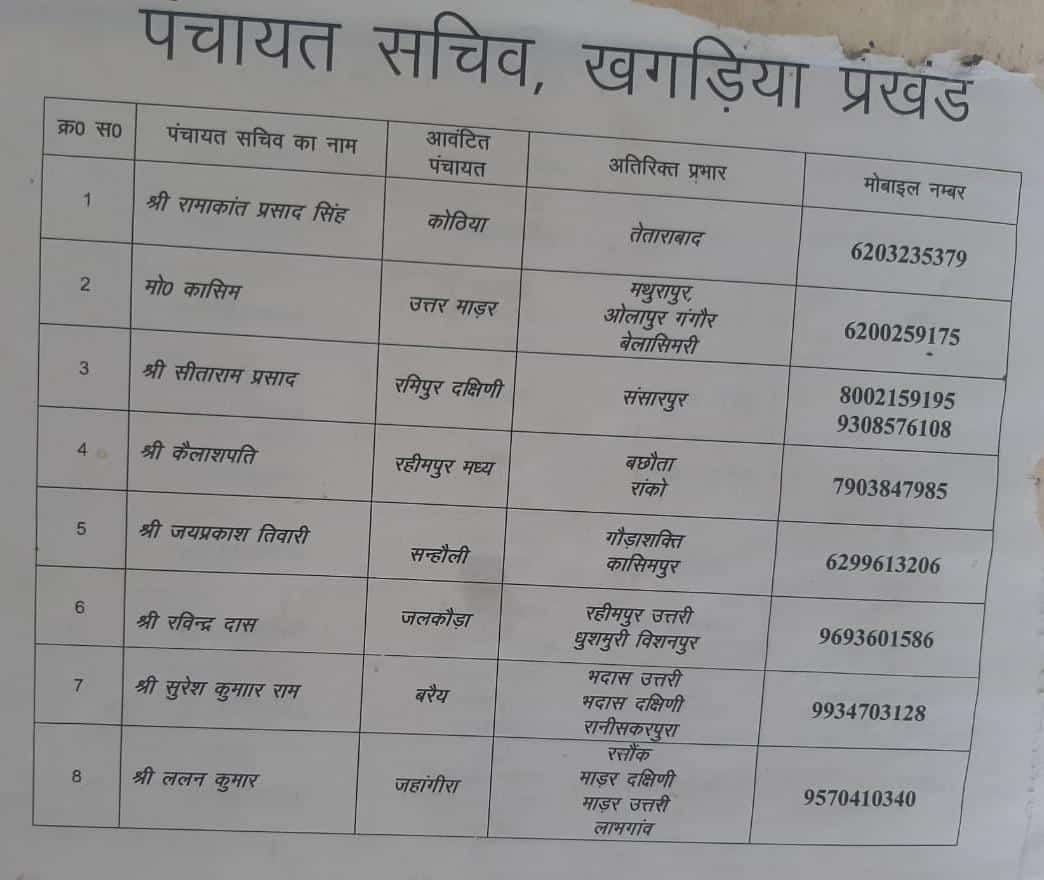 पंचायत सचिव, खगड़िया प्रंखंड
क्र0 स0 पंचायत सचिव का नाम आवंटित पंचायत अतिरिक्त प्रभार मोबाइल नम्बर
1 श्री रामाकांत प्रसाद सिंह कोठिया तेताराबाद 6203235379
2 मो0 कासिम उत्तर माड़र मथुरापुर,
ओलापुर गंगौर
बेलासिमरी
6200259175
3 श्री सीताराम प्रसाद रमिपुर दक्षिणी संसारपुर 8002159195
9308576108
4 श्री कैलाशपति रहीमपुर मध्य बछौता
रांको
7903847985
5 श्री जयप्रकाश तिवारी सन्हौली गौड़ाशक्ति
कासिमपुर
6299613206
6 श्री रविन्द्र दास जलकौड़ा रहीमपुर उत्तरी
धुशमुरी विशनपुर
9693601586
7 श्री सुरेश कुमाार राम बरैय भदास उत्तरी
भदास दक्षिणी
रानीसकरपुरा
9934703128
8 श्री ललन कुमार जहांगीरा रसौंक
माड़र दक्षिणी
माड़र उत्तरी
लाभगांव
9570410340